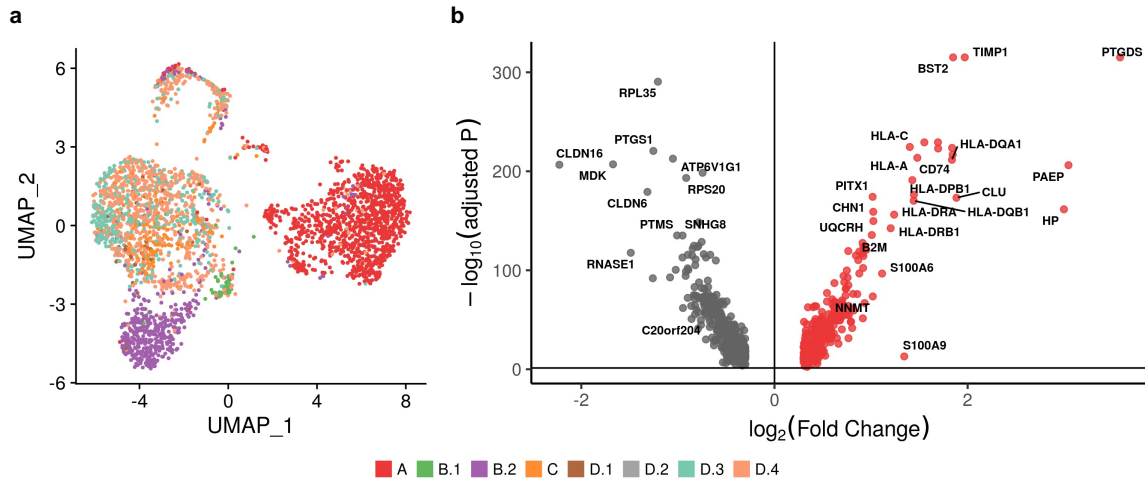 a
b
UMAP_2
6
3
0
-3
-6
-4
0
4
8
UMAP_1
− log10(adjusted P)
300
200
100
0
-2
0
2
log2(Fold Change)
TIMP1
PTGDS
BST2
RPL35
PTGS1
CLDN16
MDK
ATP6V1G1
RPS20
CLDN6
PTMS
SNHG8
RNASE1
C20orf204
HLA-C
HLA-DQA1
HLA-A
CD74
PAEP
PITX1
HLA-DPB1
CLU
CHN1
HLA-DRA
HLA-DQB1
HP
UQCRH
HLA-DRB1
B2M
S100A6
NNMT
S100A9
A
B.1
B.2
C
D.1
D.2
D.3
D.4